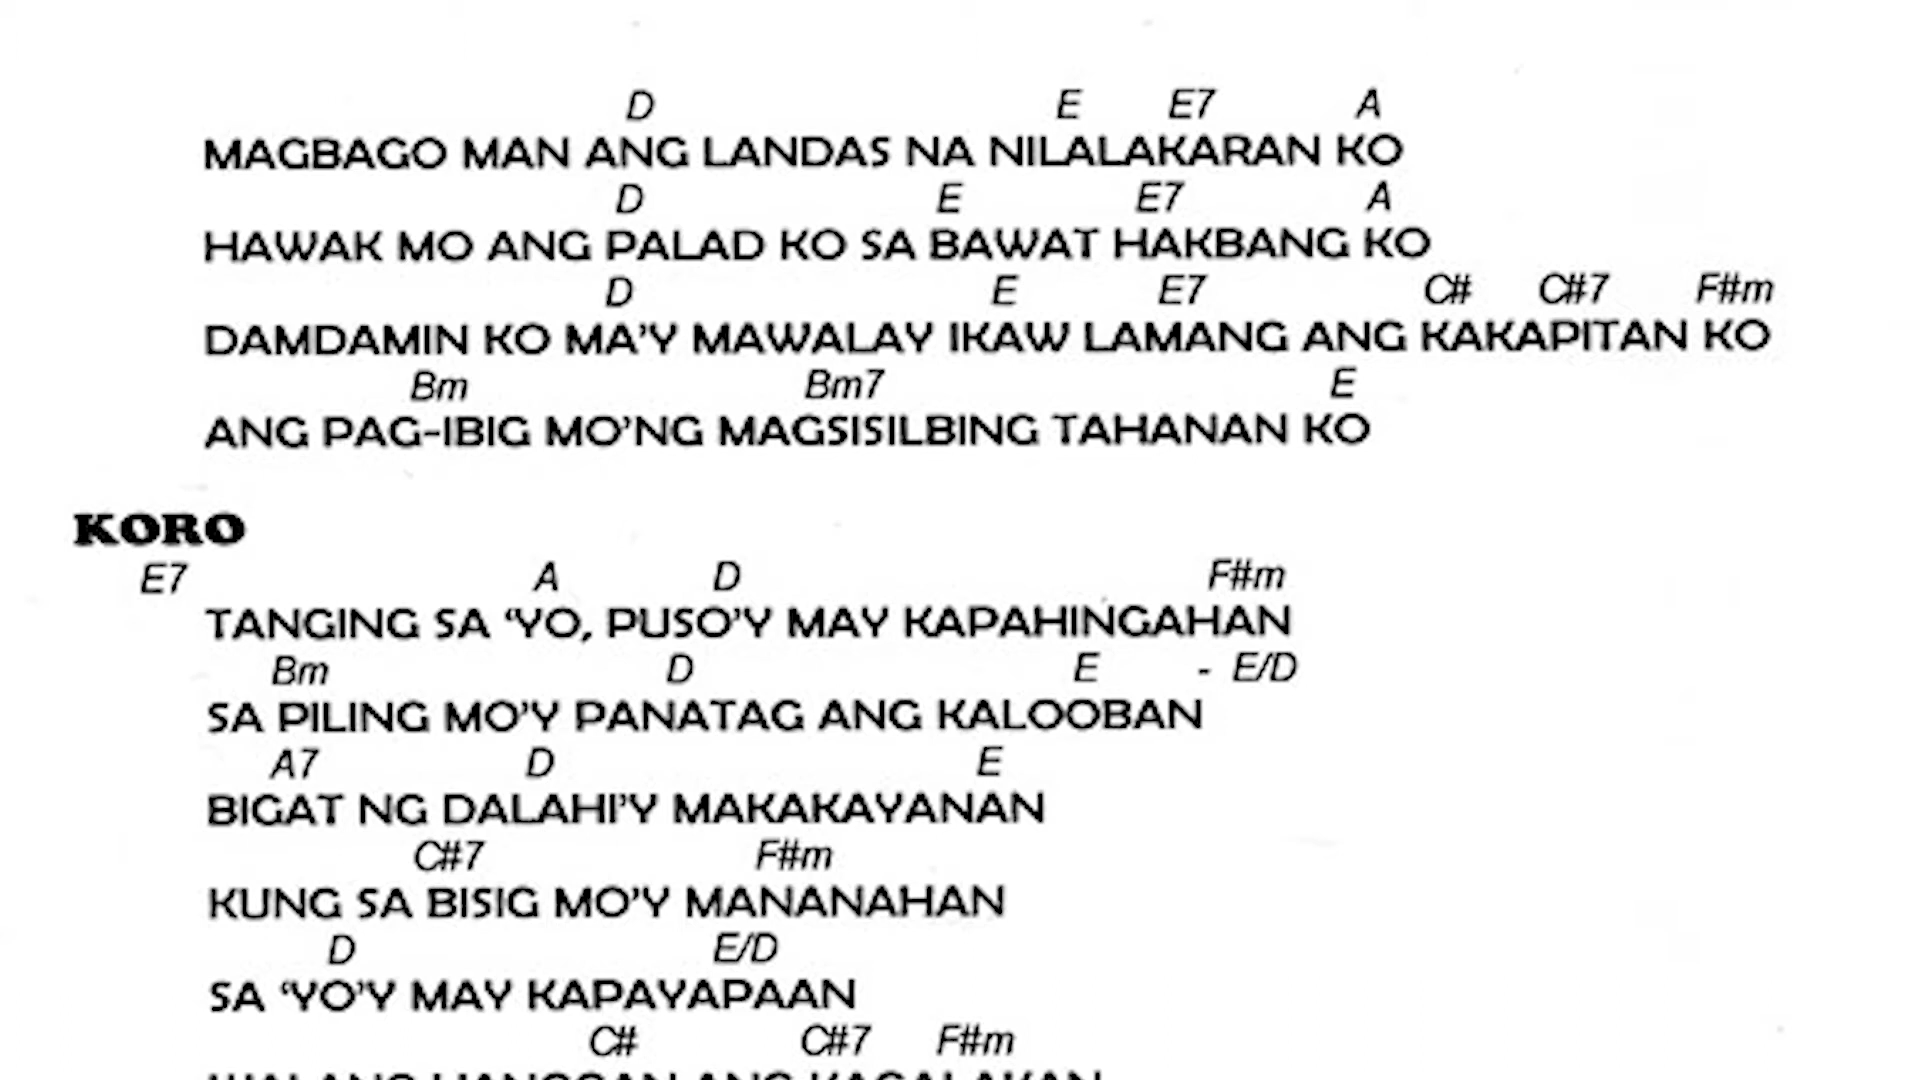 D E E7 A
MAGBAGO MAN ANG LANDAS NA NILALAKARAN KO
D E E7 A
HAWAK MO ANG PALAD KO SA BAWAT HAKBANG KO
D E E7 C# C#7 F#m
DAMDAMIN KO MA’Y MAWALAY IKAW LAMANG ANG KAKAPITAN KO
Bm Bm7 E
ANG PAG-IBIG MO’NG MAGSISILBING TAHANAN KO
KORO
E7 A D F#m
TANGING SA ‘YO, PUSO’Y MAY KAPAHINGAHAN
Bm D E - E/D
SA PILING MO’Y PANATAG ANG KALOOBAN
A7 D E
BIGAT NG DALAHI’Y MAKAKAYANAN
C#7 F#m
KUNG SA BISIG MO’Y MANANAHAN
D E/D
SA ‘YO’Y MAY KAPAYAPAAN
C# C#7 F#m